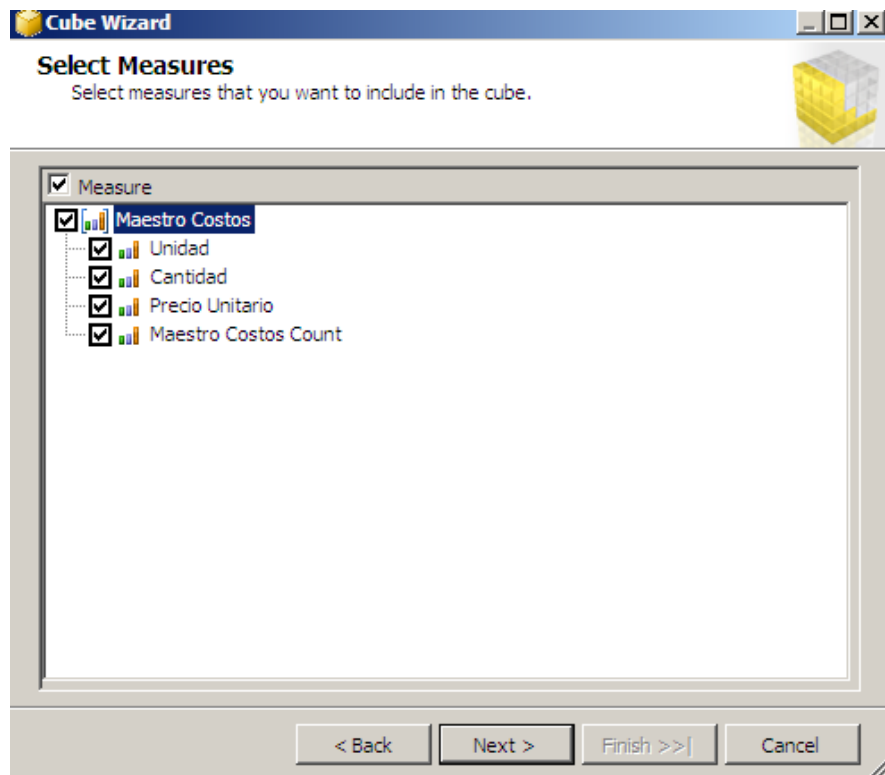 Cube Wizard
Select Measures
Select measures that you want to include in the cube.
Measure
Maestro Costos
Unidad
Cantidad
Precio Unitario
Maestro Costos Count
< Back Next > Finish >>| Cancel